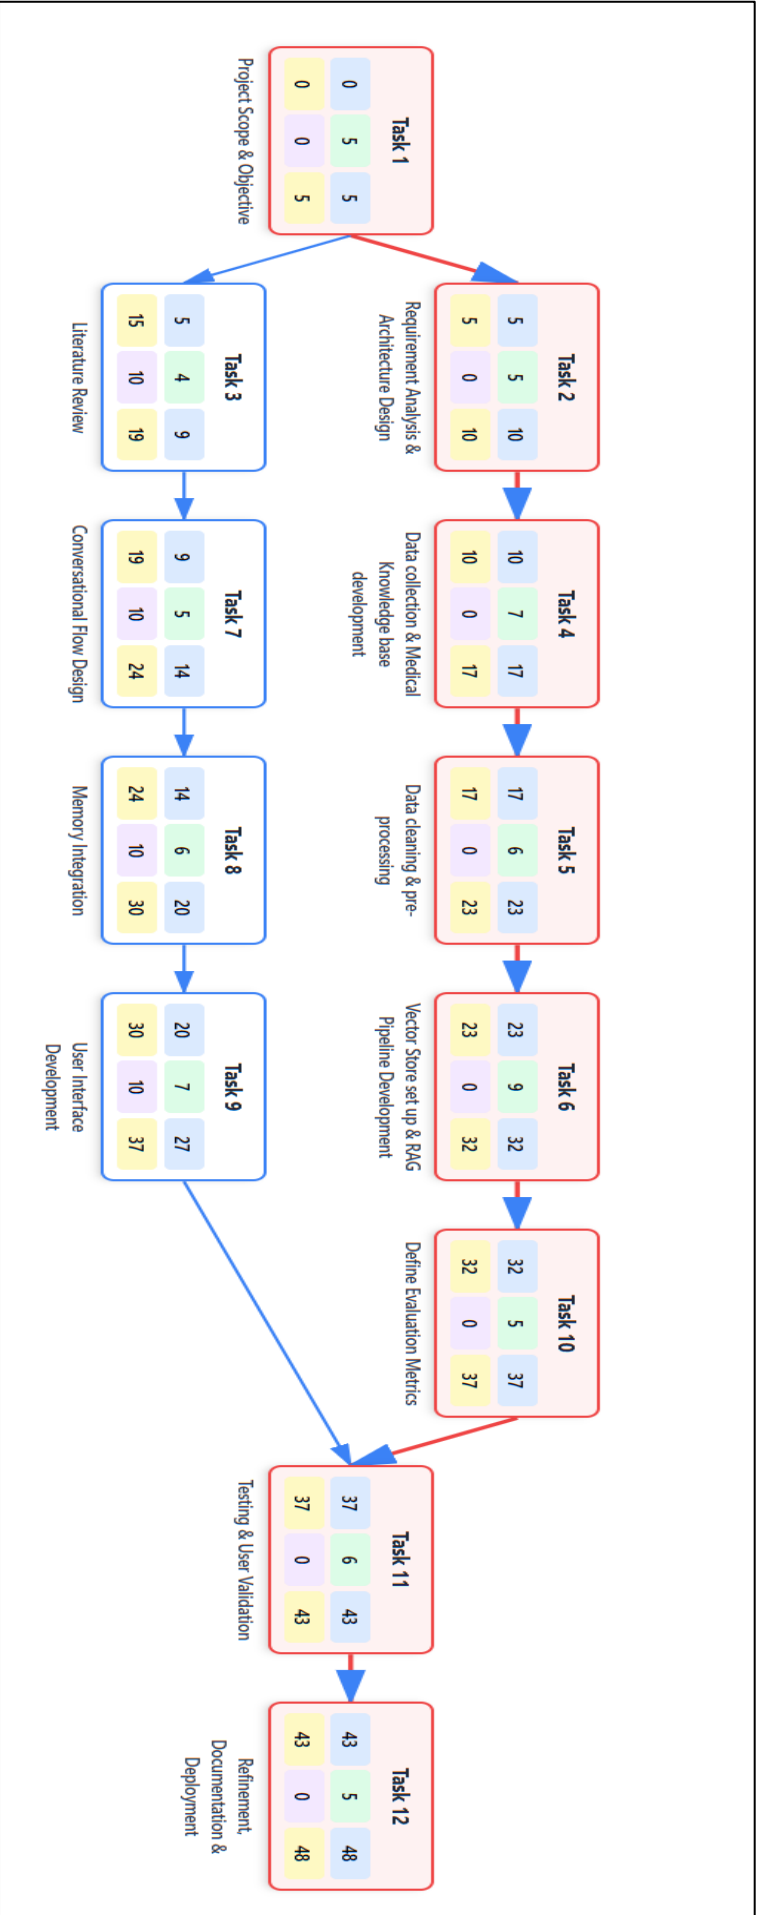 Task 1
0 5 5
0 0 5
Project Scope & Objective
Task 2
5 5 10
5 0 10
Requirement Analysis &
Architecture Design
Task 3
5 4 9
15 10 19
Literature Review
Task 4
10 7 17
10 0 17
Data collection & Medical
Knowledge base
development
Task 7
9 5 14
19 10 24
Conversational Flow Design
Task 5
17 6 23
17 0 23
Data cleaning & pre-
processing
Task 8
14 6 20
24 10 30
Memory Integration
Task 6
23 9 32
23 0 32
Vector Store set up & RAG
Pipeline Development
Task 9
20 7 27
30 10 37
User Interface
Development
Task 10
32 5 37
32 0 37
Define Evaluation Metrics
Task 11
37 6 43
37 0 43
Testing & User Validation
Task 12
43 5 48
43 0 48
Refinement,
Documentation &
Deployment